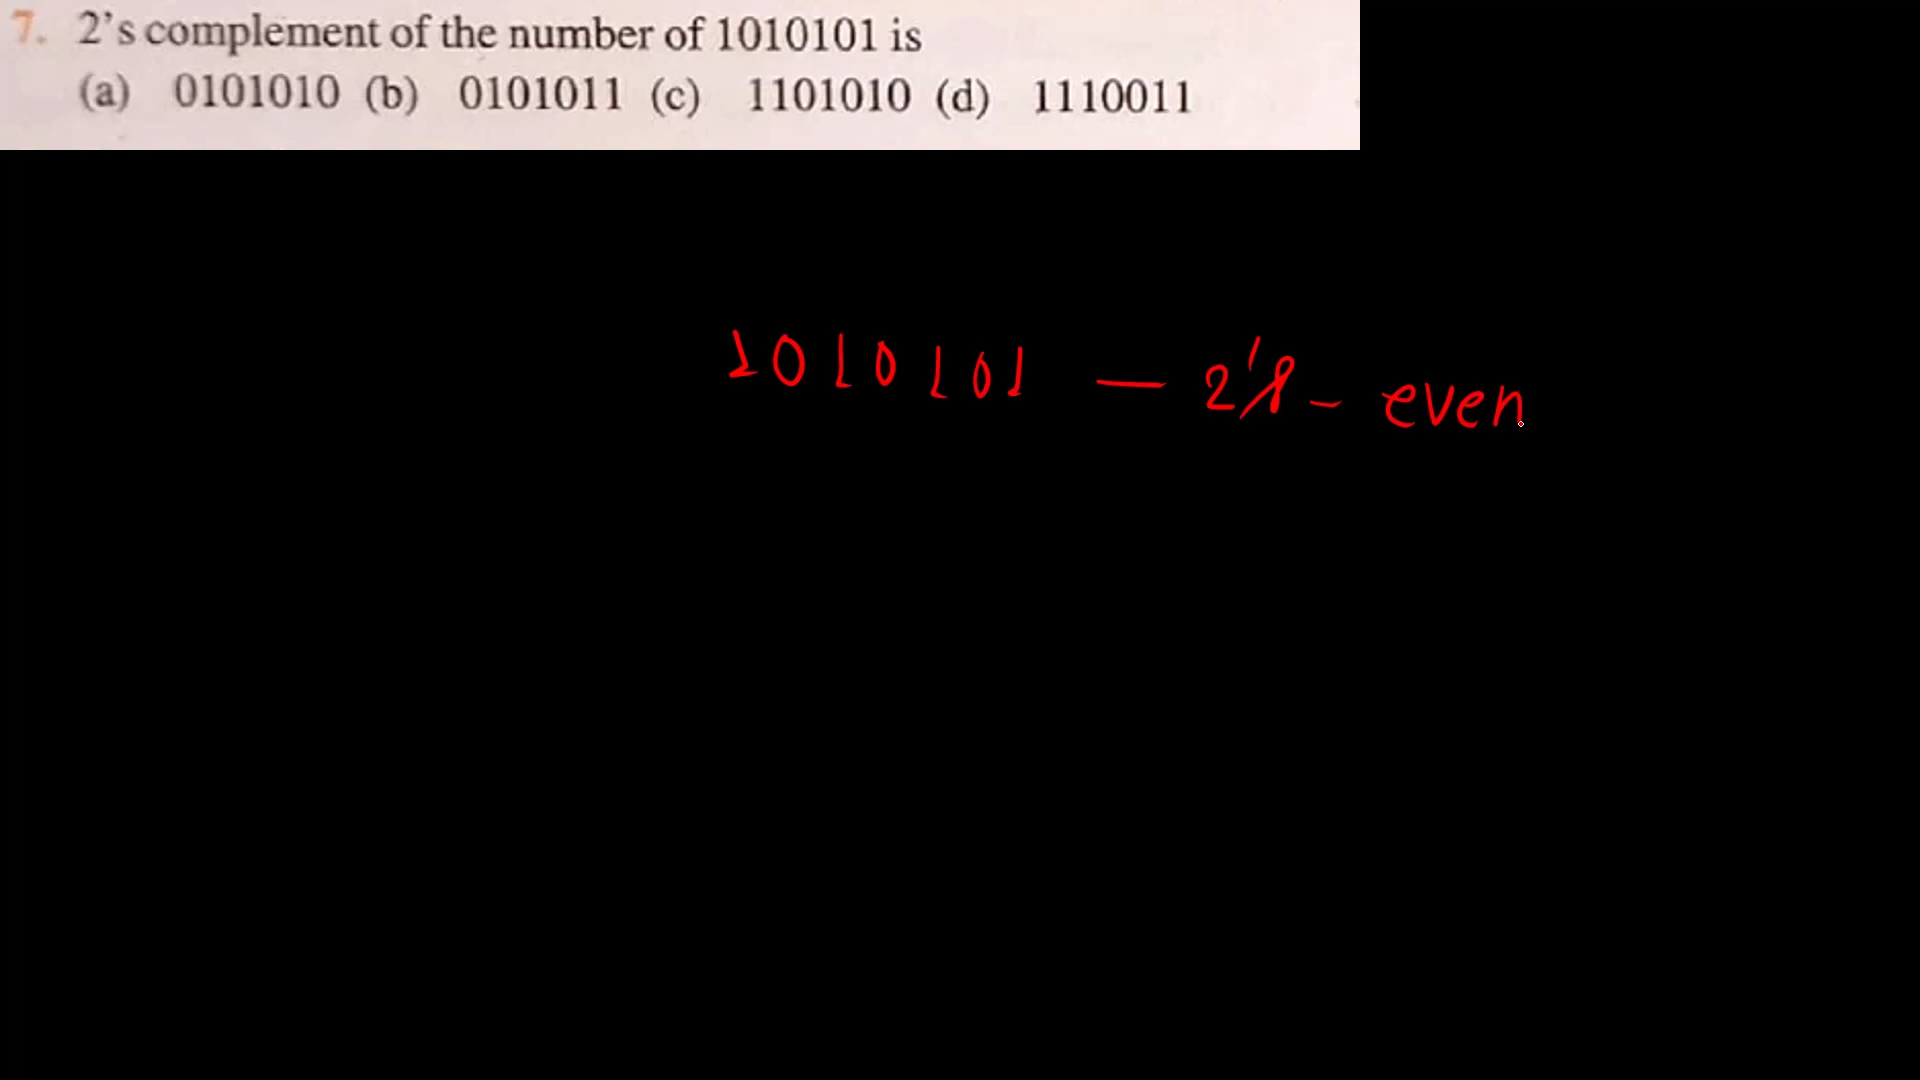 7. 2's complement of the number of 1010101 is
(a) 0101010 (b) 0101011 (c) 1101010 (d) 1110011
1010101 — 2's - even